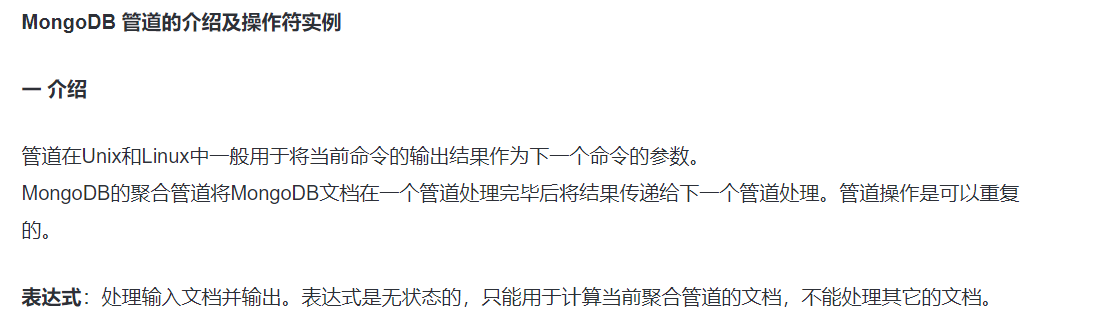 MongoDB 管道的介绍及操作符实例
一 介绍
管道在Unix和Linux中一般用于将当前命令的输出结果作为下一个命令的参数。
MongoDB的聚合管道将MongoDB文档在一个管道处理完毕后将结果传递给下一个管道处理。管道操作是可以重复
的。
表达式：处理输入文档并输出。表达式是无状态的，只能用于计算当前聚合管道的文档，不能处理其它的文档。